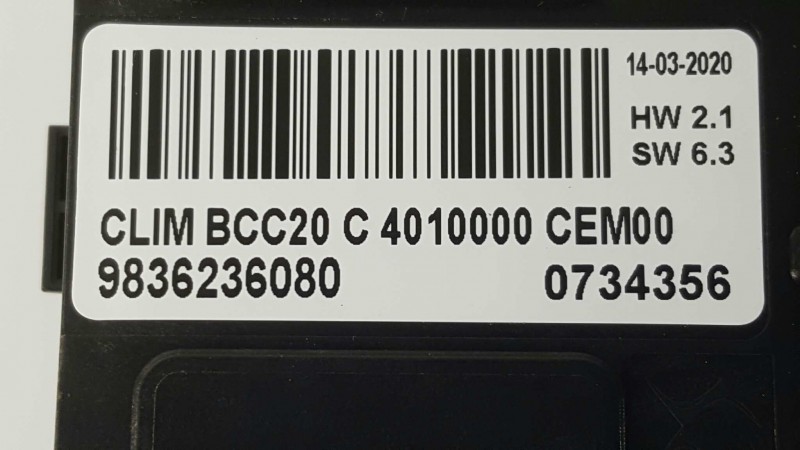 14-03-2020
HW 2.1
SW 6.3
CLIM BCC20 C 4010000 CEM00
9836236080 0734356